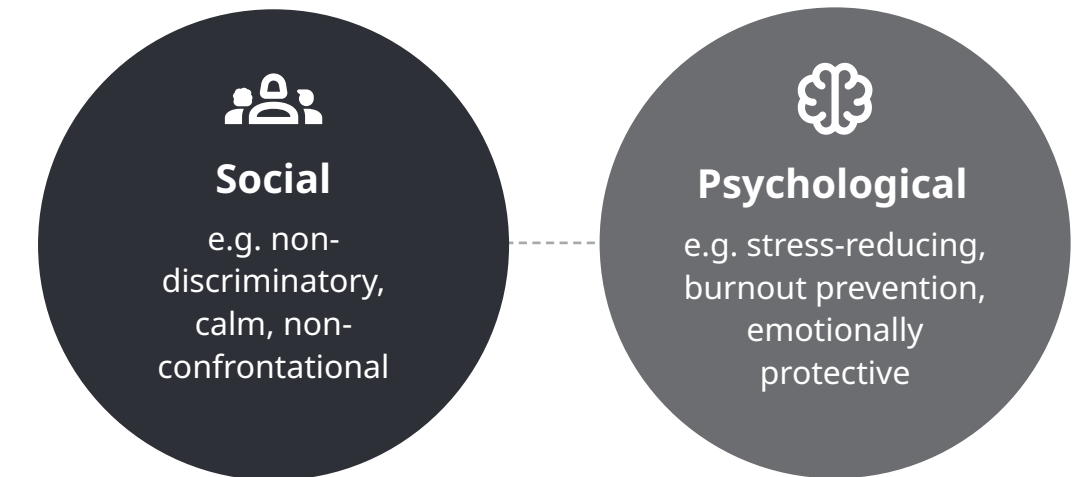 Social
e.g. non-
discriminatory,
calm, non-
confrontational
Psychological
e.g. stress-reducing,
burnout prevention,
emotionally
protective